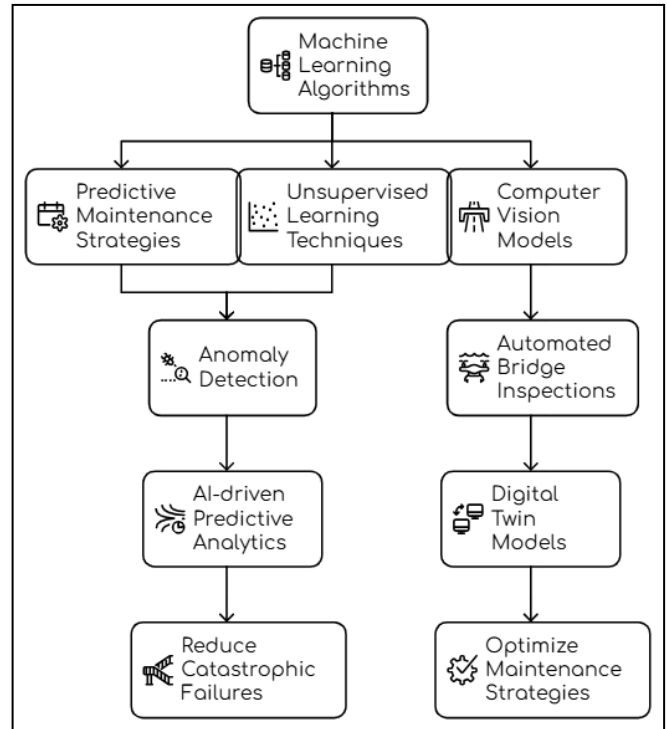 Machine
Learning
Algorithms
Predictive
Maintenance
Strategies
Unsupervised
Learning
Techniques
Computer
Vision
Models
Anomaly
Detection
Automated
Bridge
Inspections
AI-driven
Predictive
Analytics
Digital
Twin
Models
Reduce
Catastrophic
Failures
Optimize
Maintenance
Strategies